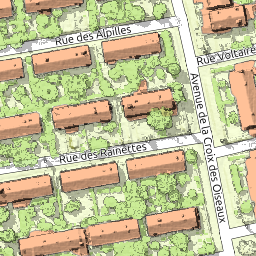 Rue des Alpilles
Rue Voltaire
Avenue de la Croix des Oiseaux
Rue des Rainettes